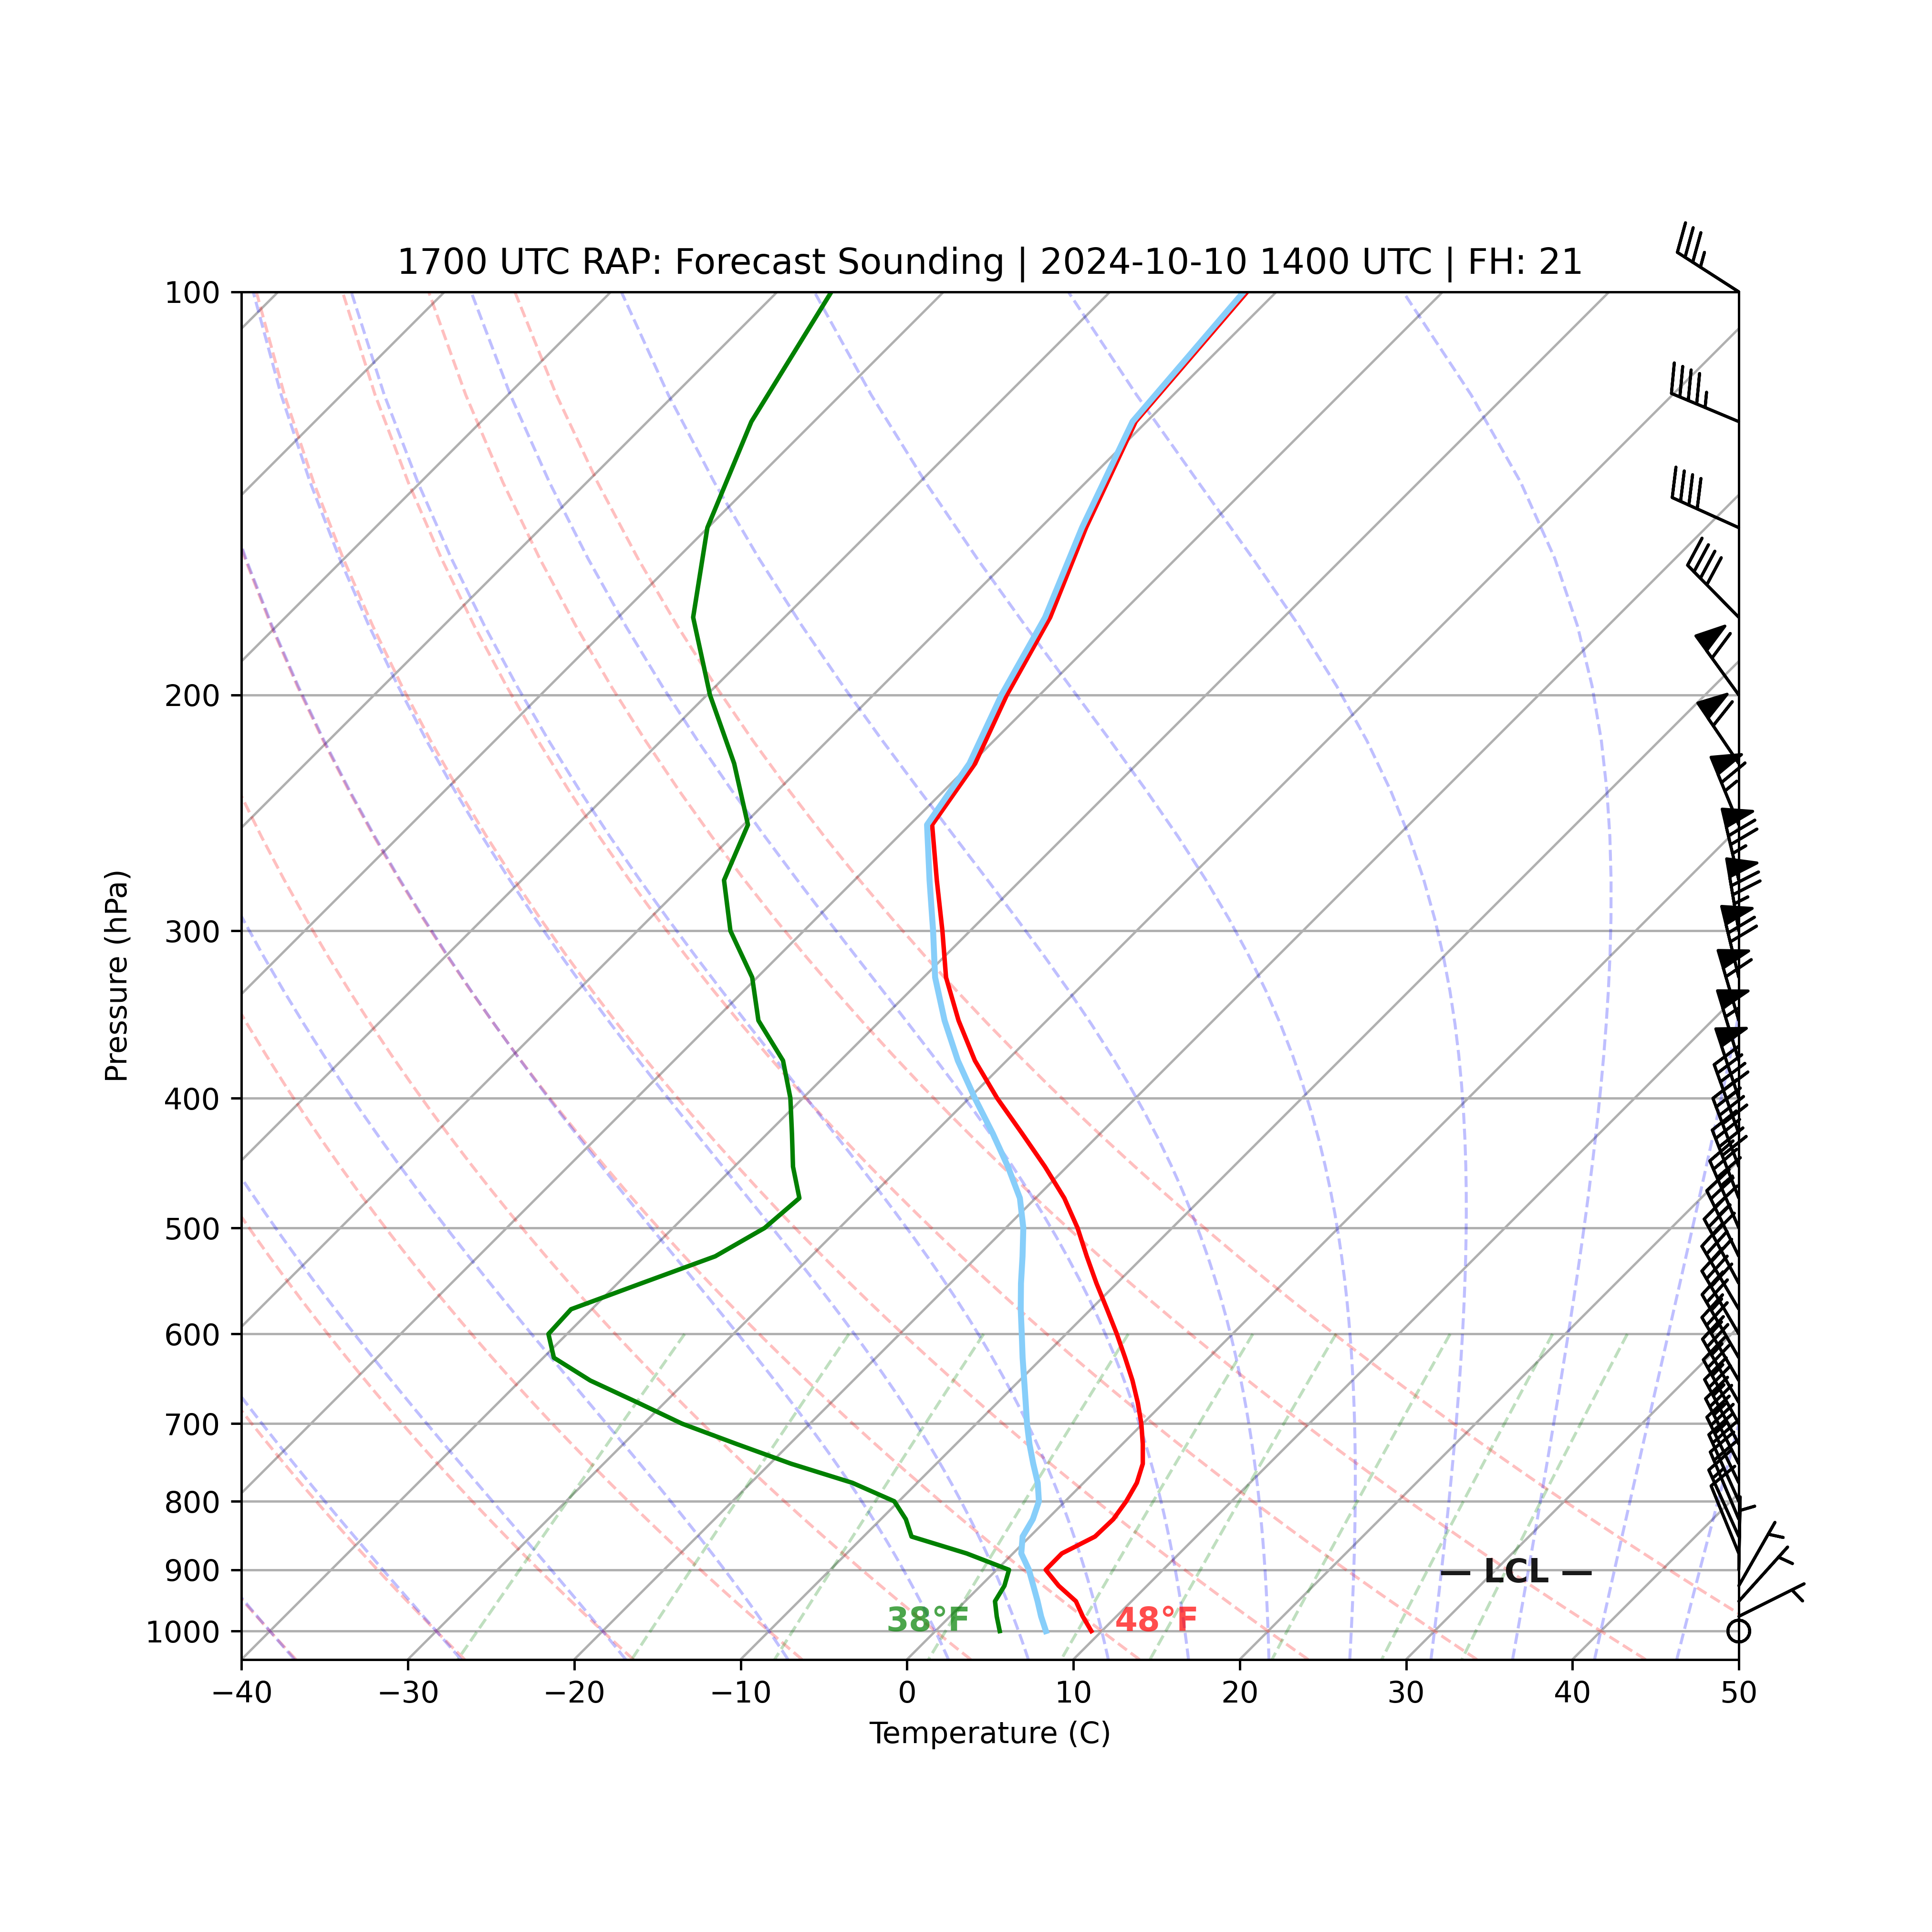 1700 UTC RAP: Forecast Sounding | 2024-10-10 1400 UTC | FH: 21
100
200
300
400
500
600
700
800
900
1000
Pressure (hPa)
— LCL —
38°F
48°F
−40 −30 −20 −10 0 10 20 30 40 50
Temperature (C)